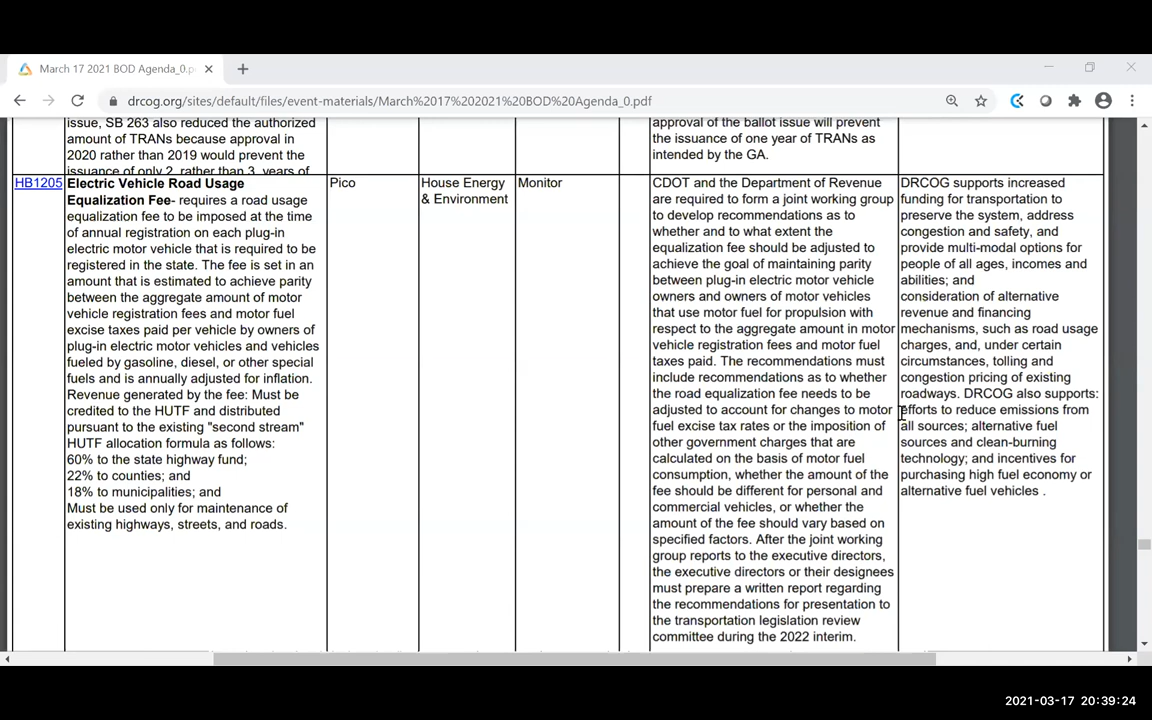 March 17 2021 BOD Agenda_0.p
drcog.org/sites/default/files/event-materials/March%2017%202021%20BOD%20Agenda_0.pdf
issue, SB 263 also reduced the authorized
amount of TRANs because approval in
2020 rather than 2019 would prevent the
issuance of only 2, rather than 3, years of
approval of the ballot issue will prevent
the issuance of one year of TRANs as
intended by the GA.
HB1205
Electric Vehicle Road Usage
Equalization Fee- requires a road usage
equalization fee to be imposed at the time
of annual registration on each plug-in
electric motor vehicle that is required to be
registered in the state. The fee is set in an
amount that is estimated to achieve parity
between the aggregate amount of motor
vehicle registration fees and motor fuel
excise taxes paid per vehicle by owners of
plug-in electric motor vehicles and vehicles
fueled by gasoline, diesel, or other special
fuels and is annually adjusted for inflation.
Revenue generated by the fee: Must be
credited to the HUTF and distributed
pursuant to the existing "second stream"
HUTF allocation formula as follows:
60% to the state highway fund;
22% to counties; and
18% to municipalities; and
Must be used only for maintenance of
existing highways, streets, and roads.
Pico
House Energy
& Environment
Monitor
CDOT and the Department of Revenue
are required to form a joint working group
to develop recommendations as to
whether and to what extent the
equalization fee should be adjusted to
achieve the goal of maintaining parity
between plug-in electric motor vehicle
owners and owners of motor vehicles
that use motor fuel for propulsion with
respect to the aggregate amount in motor
vehicle registration fees and motor fuel
taxes paid. The recommendations must
include recommendations as to whether
the road equalization fee needs to be
adjusted to account for changes to motor
fuel excise tax rates or the imposition of
other government charges that are
calculated on the basis of motor fuel
consumption, whether the amount of the
fee should be different for personal and
commercial vehicles, or whether the
amount of the fee should vary based on
specified factors. After the joint working
group reports to the executive directors,
the executive directors or their designees
must prepare a written report regarding
the recommendations for presentation to
the transportation legislation review
committee during the 2022 interim.
DRCOG supports increased
funding for transportation to
preserve the system, address
congestion and safety, and
provide multi-modal options for
people of all ages, incomes and
abilities; and
consideration of alternative
revenue and financing
mechanisms, such as road usage
charges, and, under certain
circumstances, tolling and
congestion pricing of existing
roadways. DRCOG also supports:
efforts to reduce emissions from
all sources; alternative fuel
sources and clean-burning
technology; and incentives for
purchasing high fuel economy or
alternative fuel vehicles .
2021-03-17 20:39:24